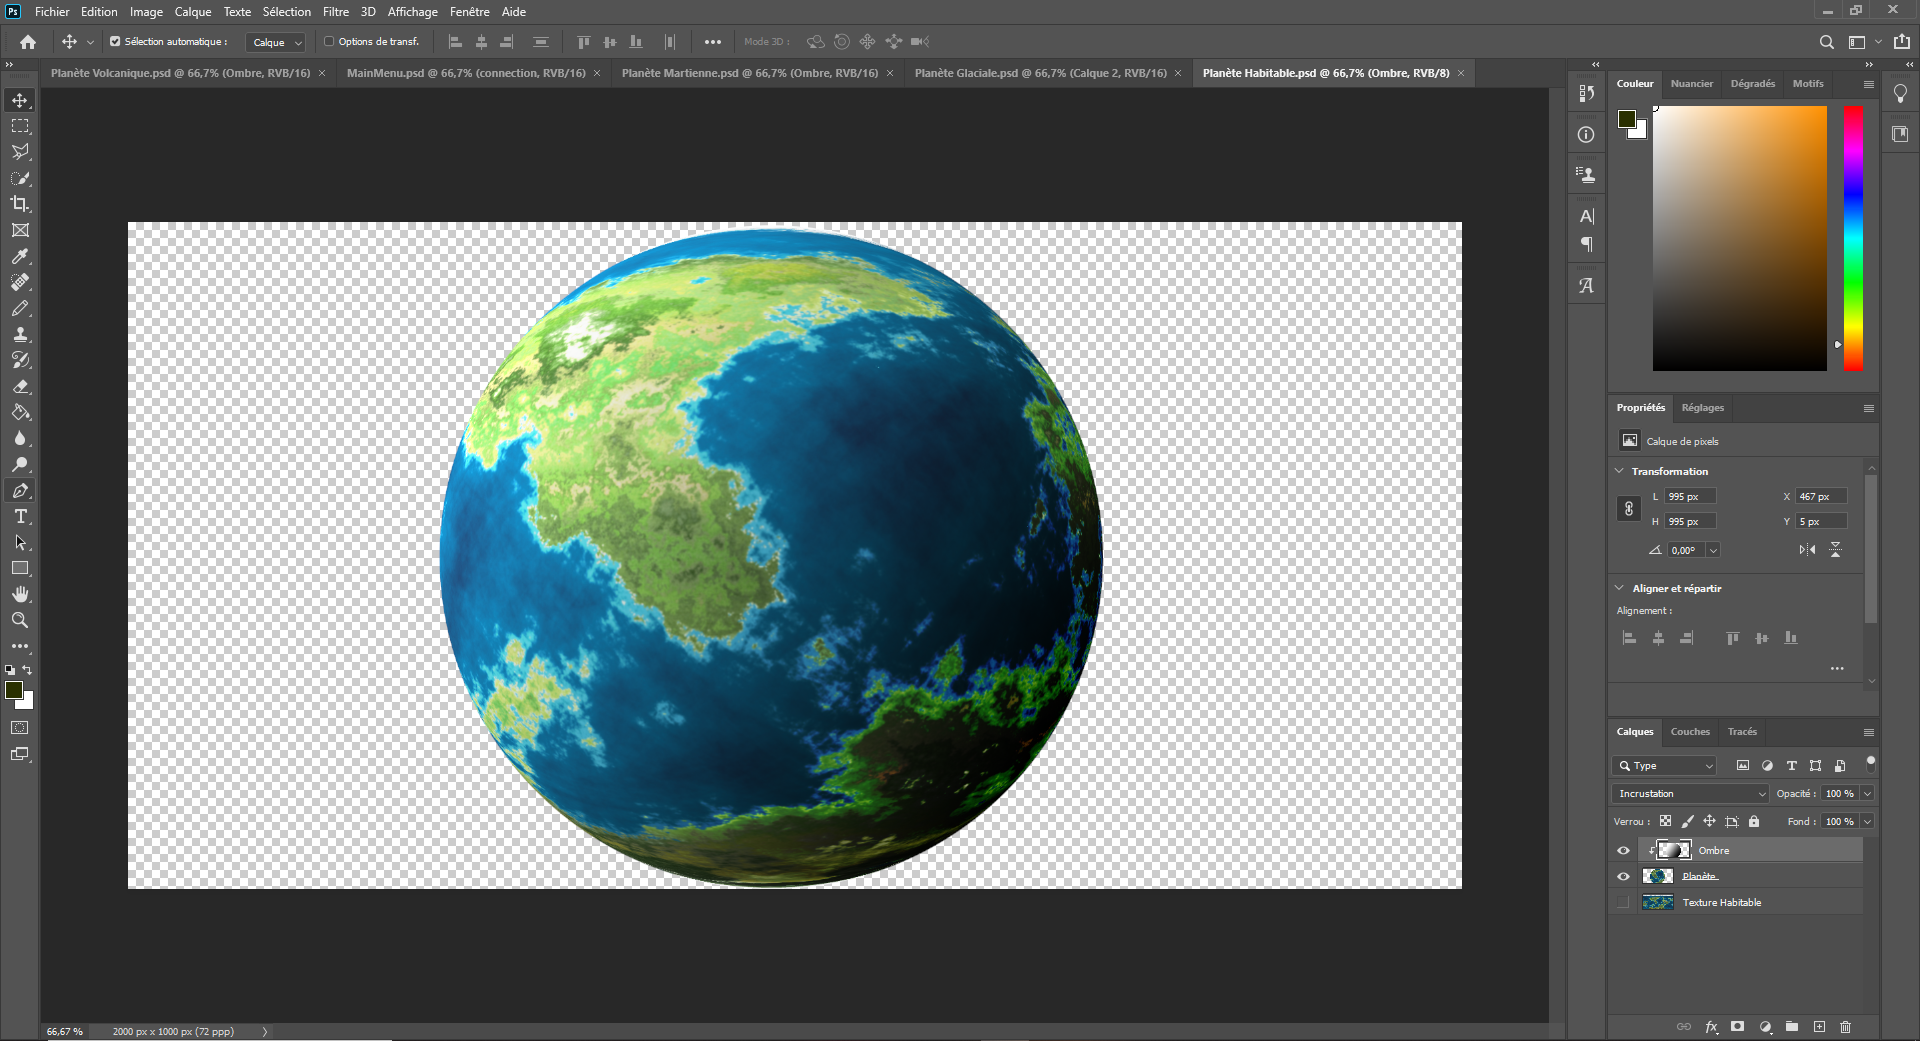 Ps Fichier Edition Image Calque Texte Sélection Filtre 3D Affichage Fenêtre Aide
Sélection automatique : Calque Options de transf. Mode 3D :
Planète Volcanique.psd @ 66,7% (Ombre, RVB/16) MainMenu.psd @ 66,7% (connection, RVB/16) Planète Martienne.psd @ 66,7% (Ombre, RVB/16) Planète Glaciale.psd @ 66,7% (Calque 2, RVB/16) Planète Habitable.psd @ 66,7% (Ombre, RVB/8)
Couleur Nuancier Dégradés Motifs
Propriétés Réglages
Calque de pixels
Transformation
L 995 px X 467 px
H 995 px Y 5 px
0,00°
Aligner et répartir
Alignement :
Calques Couches Tracés
Type
Incrustation Opacité : 100 %
Verrou : Fond : 100 %
Ombre
Planète
Texture Habitable
66,67 % 2000 px x 1000 px (72 ppp)